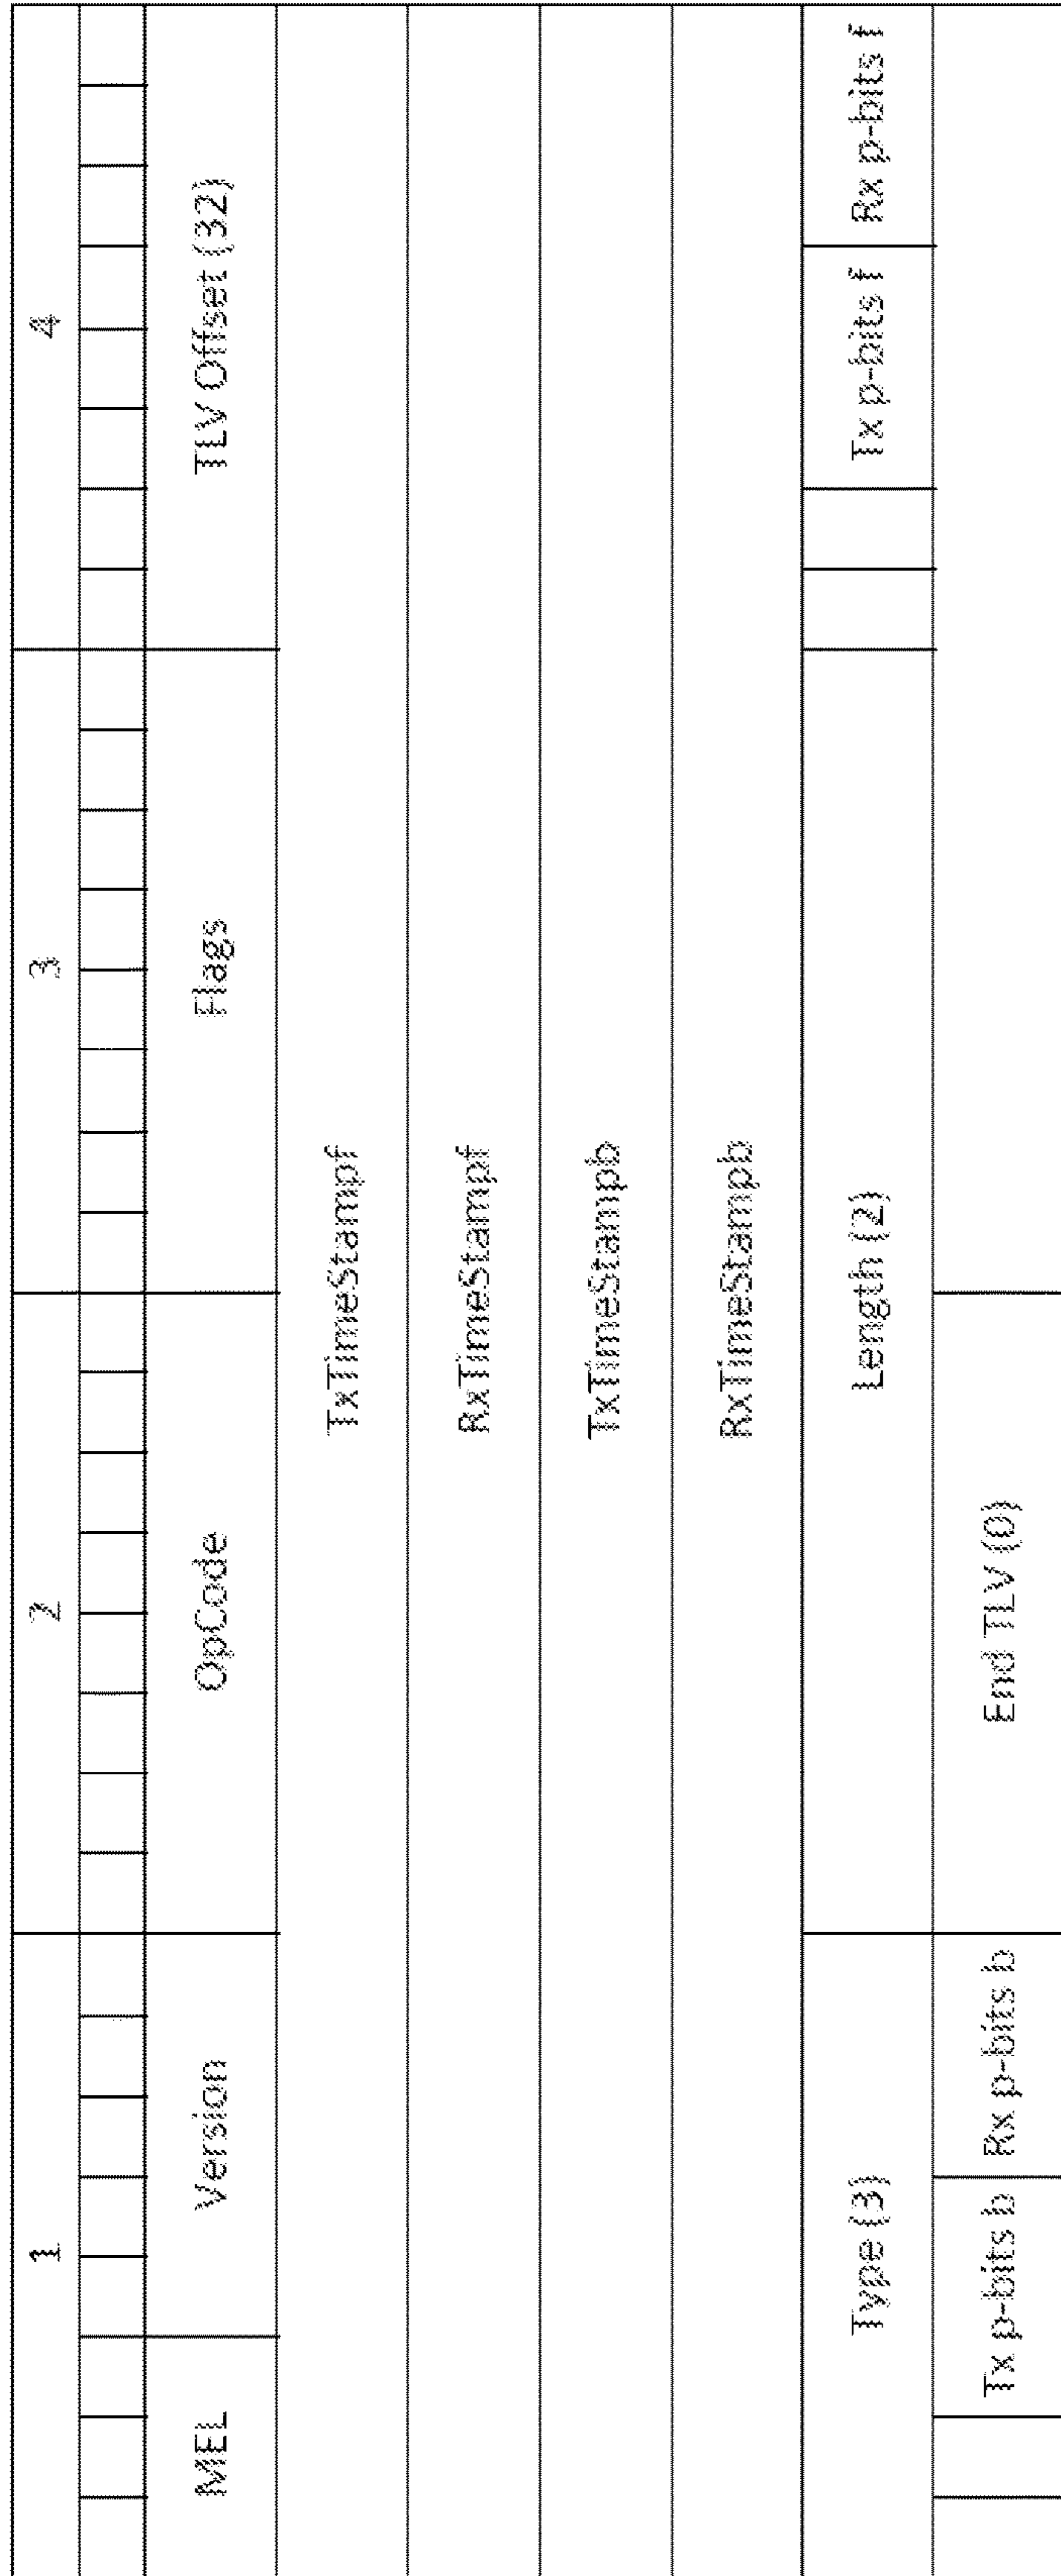 1 2 3 4
MEL Version OpCode Flags TLV Offset (32)
TxTimeStampf
RxTimeStampf
TxTimeStampb
RxTimeStampb
Type (3) Length (2) Tx p-bits f Rx p-bits f
Tx p-bits b Rx p-bits b End TLV (0)